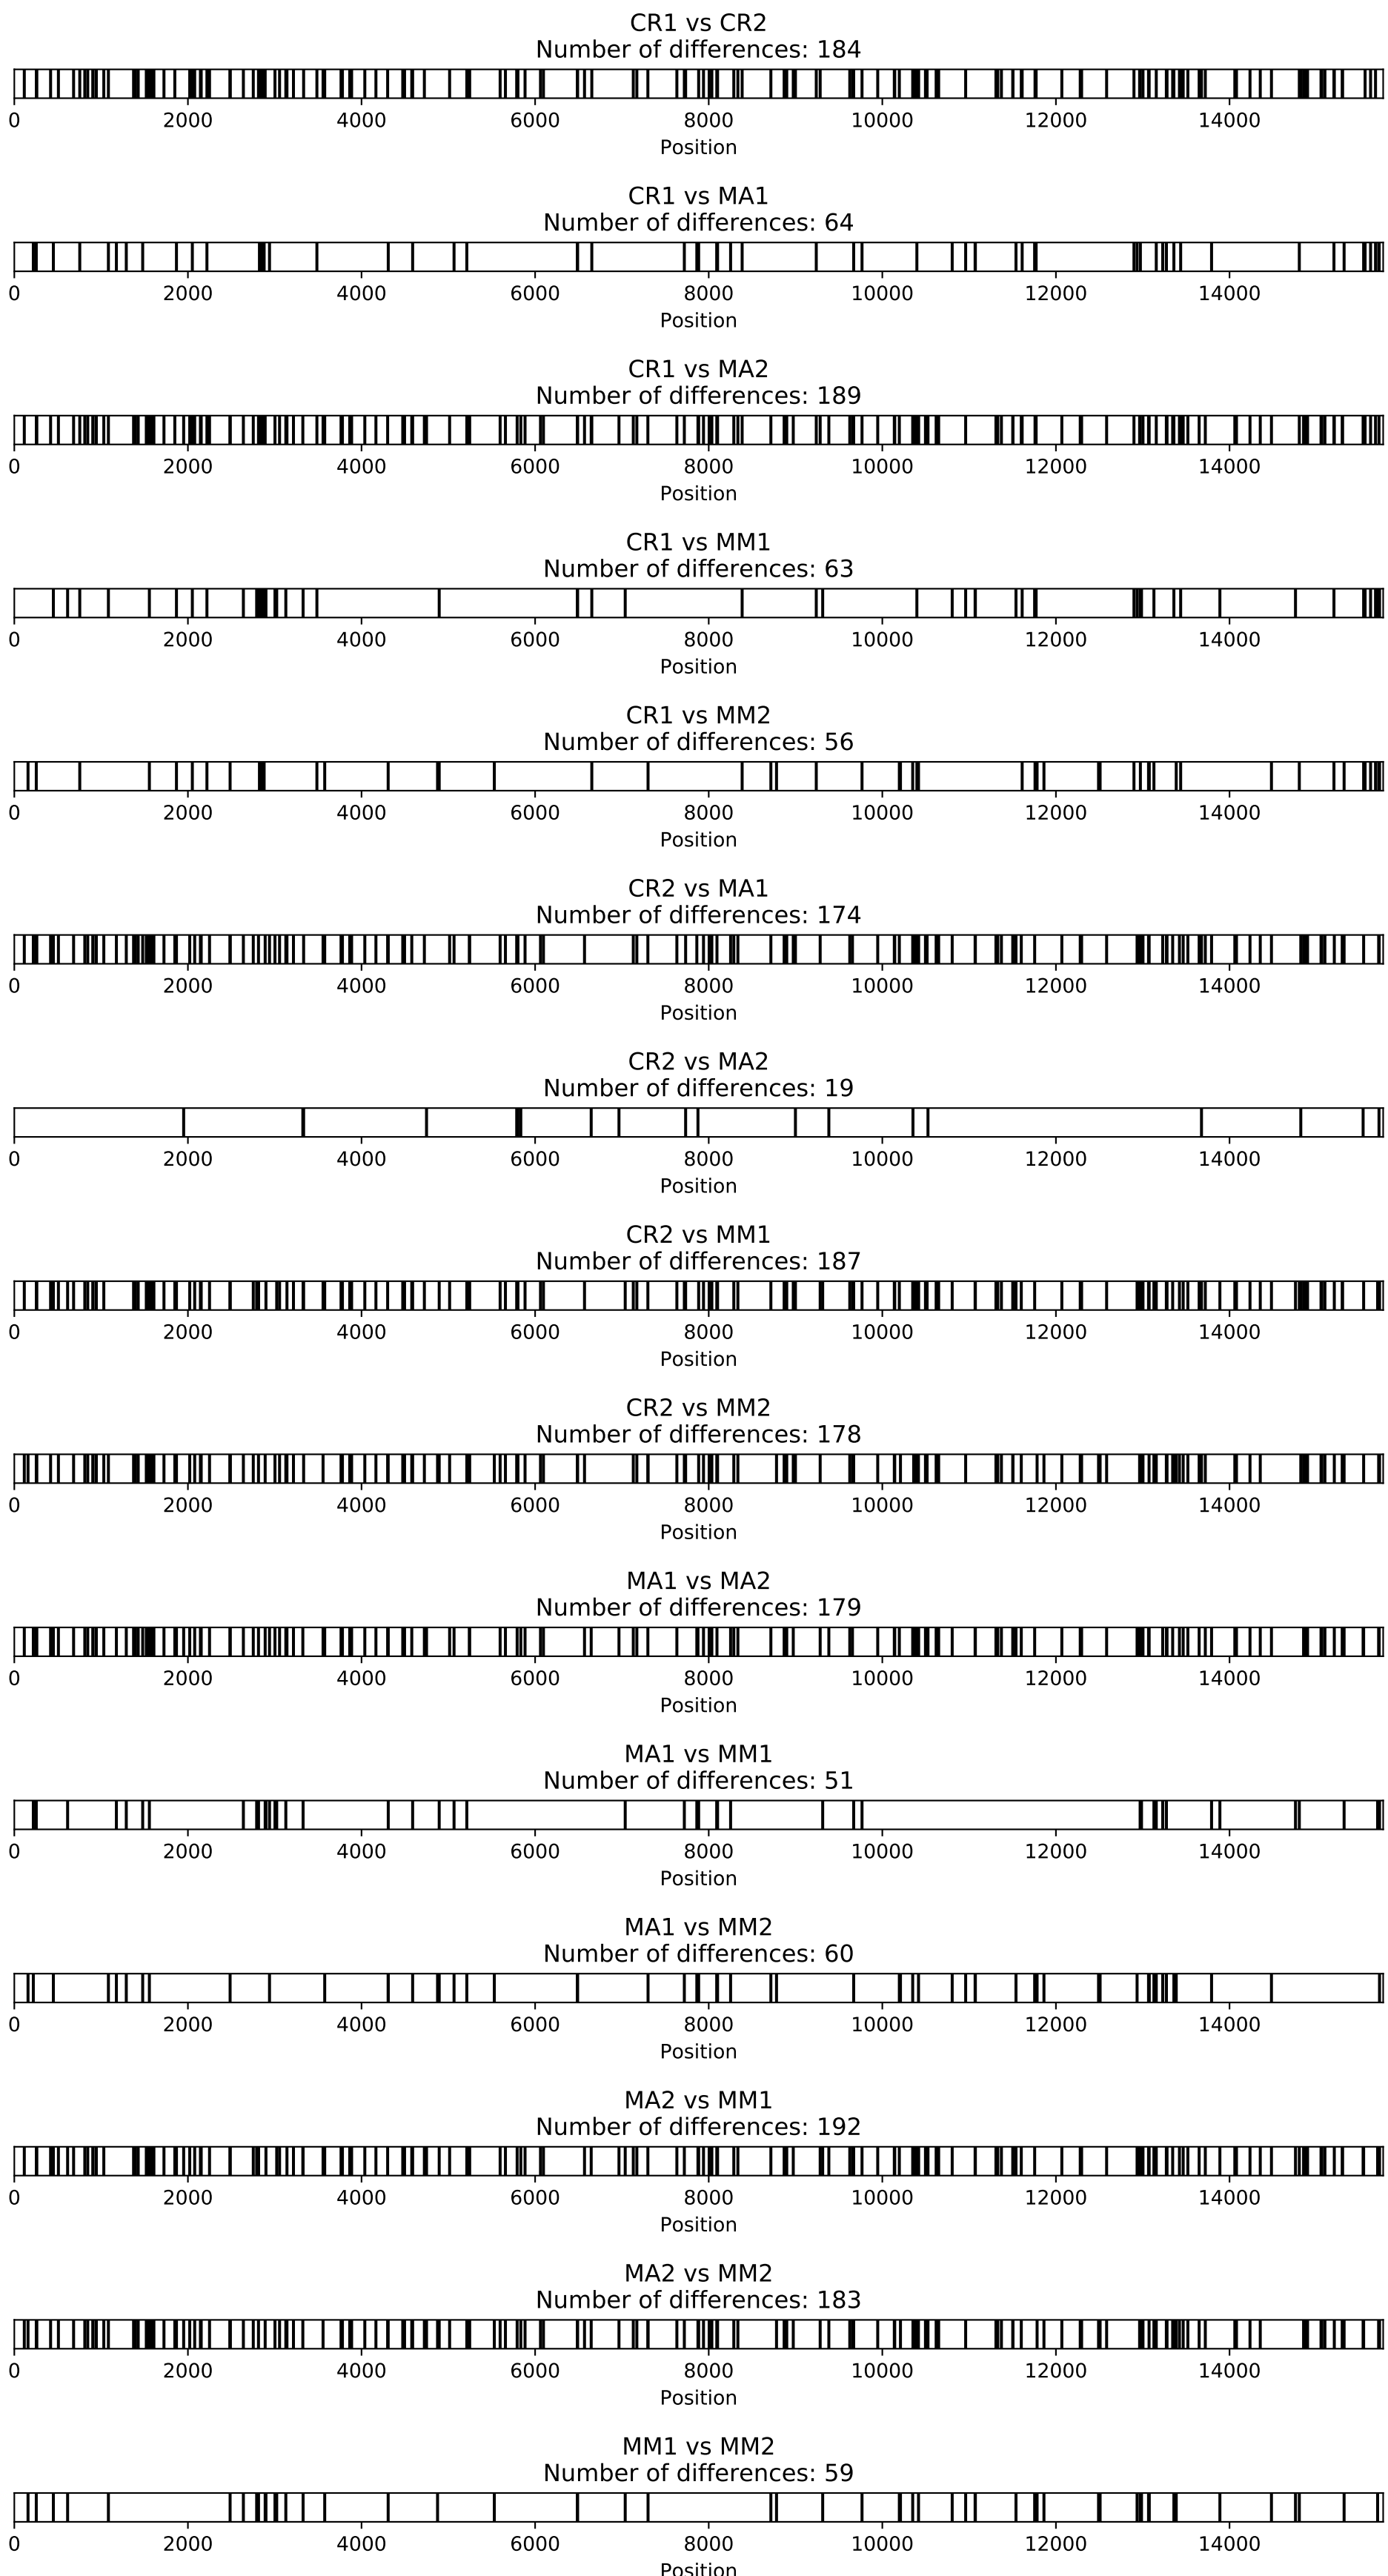 CR1 vs CR2
Number of differences: 184
0 2000 4000 6000 8000 10000 12000 14000
Position
CR1 vs MA1
Number of differences: 64
0 2000 4000 6000 8000 10000 12000 14000
Position
CR1 vs MA2
Number of differences: 189
0 2000 4000 6000 8000 10000 12000 14000
Position
CR1 vs MM1
Number of differences: 63
0 2000 4000 6000 8000 10000 12000 14000
Position
CR1 vs MM2
Number of differences: 56
0 2000 4000 6000 8000 10000 12000 14000
Position
CR2 vs MA1
Number of differences: 174
0 2000 4000 6000 8000 10000 12000 14000
Position
CR2 vs MA2
Number of differences: 19
0 2000 4000 6000 8000 10000 12000 14000
Position
CR2 vs MM1
Number of differences: 187
0 2000 4000 6000 8000 10000 12000 14000
Position
CR2 vs MM2
Number of differences: 178
0 2000 4000 6000 8000 10000 12000 14000
Position
MA1 vs MA2
Number of differences: 179
0 2000 4000 6000 8000 10000 12000 14000
Position
MA1 vs MM1
Number of differences: 51
0 2000 4000 6000 8000 10000 12000 14000
Position
MA1 vs MM2
Number of differences: 60
0 2000 4000 6000 8000 10000 12000 14000
Position
MA2 vs MM1
Number of differences: 192
0 2000 4000 6000 8000 10000 12000 14000
Position
MA2 vs MM2
Number of differences: 183
0 2000 4000 6000 8000 10000 12000 14000
Position
MM1 vs MM2
Number of differences: 59
0 2000 4000 6000 8000 10000 12000 14000
Position